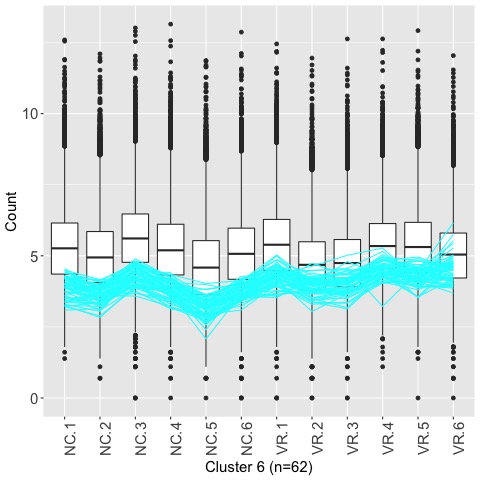 Count
10
5
0
NC.1
NC.2
NC.3
NC.4
NC.5
NC.6
VR.1
VR.2
VR.3
VR.4
VR.5
VR.6
Cluster 6 (n=62)